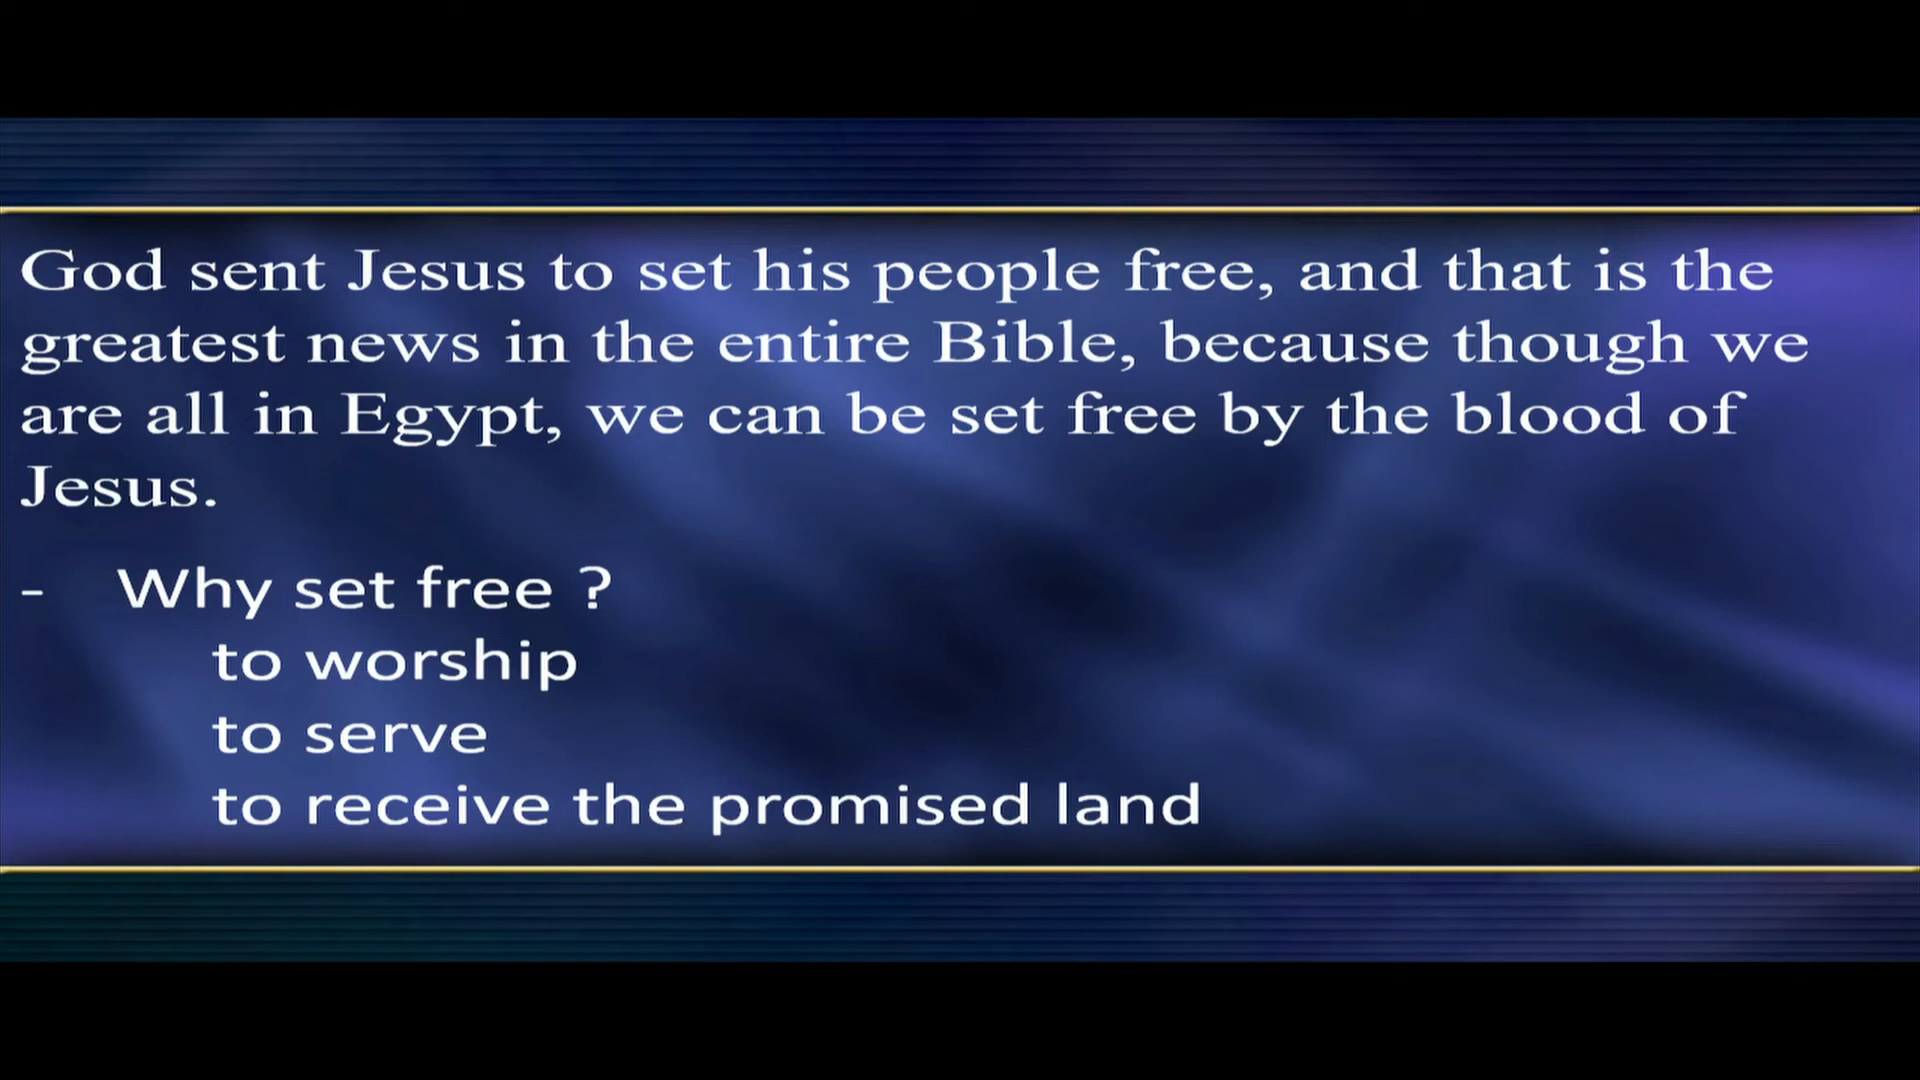 God sent Jesus to set his people free, and that is the
greatest news in the entire Bible, because though we
are all in Egypt, we can be set free by the blood of
Jesus.
- Why set free ?
to worship
to serve
to receive the promised land